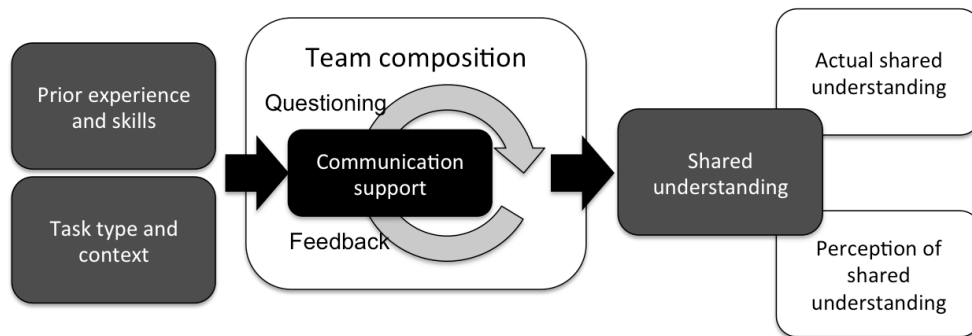 Prior experience
and skills
Task type and
context
Team composition
Questioning
Communication
support
Feedback
Shared
understanding
Actual shared
understanding
Perception of
shared
understanding